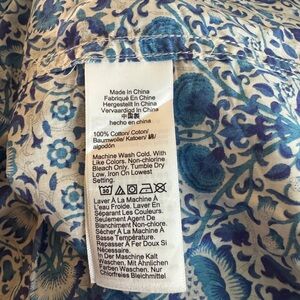 Made in China
Fabriqué En China
Hergestellt in China
Vervaardigd in China
中国製
hecho en china
100% Cotton/ Coton/
Baumwolle/ Katoen/ 綿/
algodón
Machine Wash Cold. With
Like Colors. Non-chlorine
Bleach Only. Tumble Dry
Low, Iron On Lowest
Setting.
30
Laver À La Machine À
L'eau Froide. Laver En
Séparant Les Couleurs.
Seulement Agent De
Blanchiment Non-chlore.
Sécher En Machine À
Basse Température.
Repasser À Fer Doux Si
Nécessaire.
In Der Maschine Kalt
Waschen. Mit Ähnlichen
Farben Waschen. Nur
Chlorfreies Bleichmittel